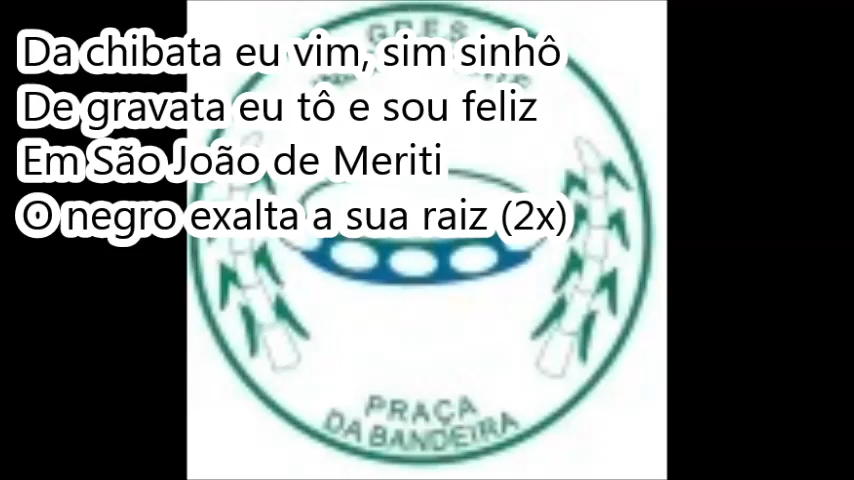 Da chibata eu vim, sim sinhô
De gravata eu tô e sou feliz
Em São João de Meriti
O negro exalta a sua raiz (2x)
GRES
PRAÇA
DA BANDEIRA